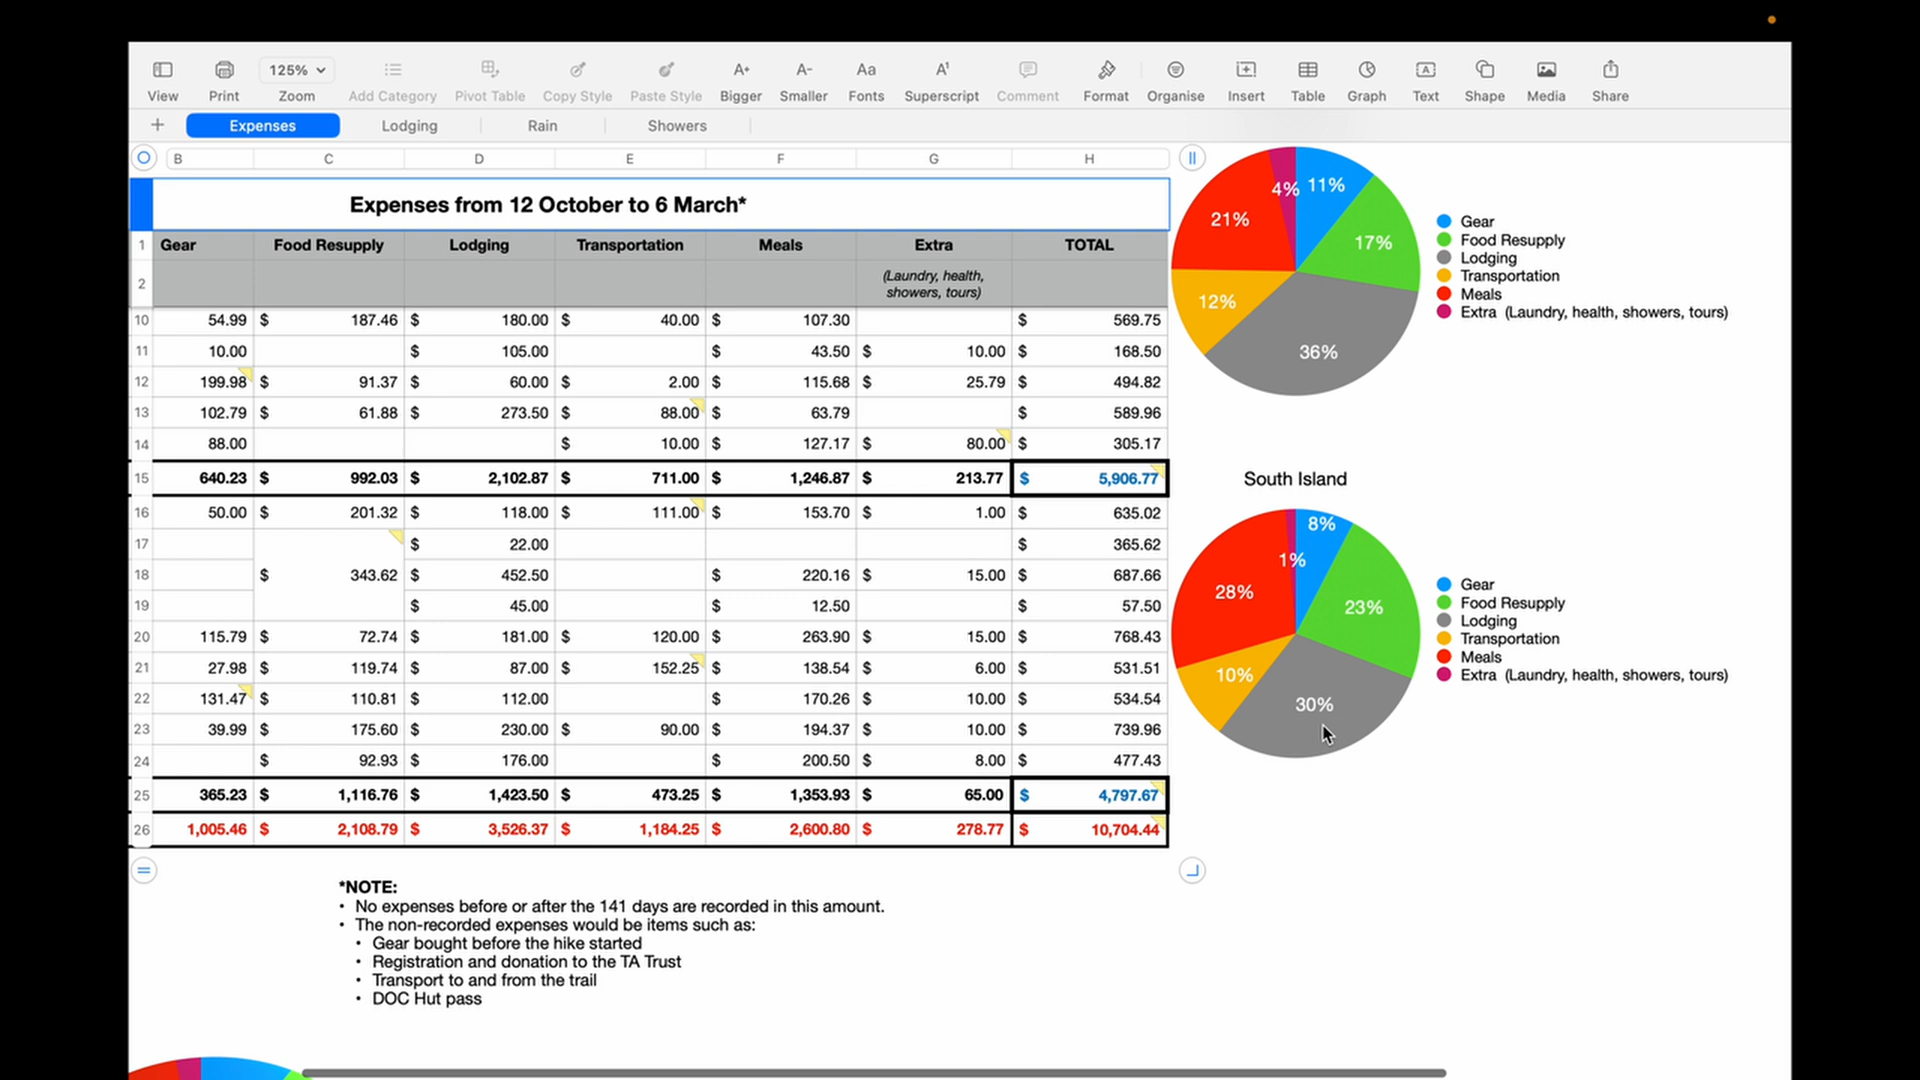 125%
View Print Zoom Add Category Pivot Table Copy Style Paste Style Bigger Smaller Fonts Superscript Comment Format Organise Insert Table Graph Text Shape Media Share
+ Expenses Lodging Rain Showers
B C D E F G H
Expenses from 12 October to 6 March*
1 Gear Food Resupply Lodging Transportation Meals Extra TOTAL
2 (Laundry, health,
showers, tours)
10 54.99 $ 187.46 $ 180.00 $ 40.00 $ 107.30 $ 569.75
11 10.00 $ 105.00 $ 43.50 $ 10.00 $ 168.50
12 199.98 $ 91.37 $ 60.00 $ 2.00 $ 115.68 $ 25.79 $ 494.82
13 102.79 $ 61.88 $ 273.50 $ 88.00 $ 63.79 $ 589.96
14 88.00 $ 10.00 $ 127.17 $ 80.00 $ 305.17
15 640.23 $ 992.03 $ 2,102.87 $ 711.00 $ 1,246.87 $ 213.77 $ 5,906.77
16 50.00 $ 201.32 $ 118.00 $ 111.00 $ 153.70 $ 1.00 $ 635.02
17 $ 22.00 $ 365.62
18 $ 343.62 $ 452.50 $ 220.16 $ 15.00 $ 687.66
19 $ 45.00 $ 12.50 $ 57.50
20 115.79 $ 72.74 $ 181.00 $ 120.00 $ 263.90 $ 15.00 $ 768.43
21 27.98 $ 119.74 $ 87.00 $ 152.25 $ 138.54 $ 6.00 $ 531.51
22 131.47 $ 110.81 $ 112.00 $ 170.26 $ 10.00 $ 534.54
23 39.99 $ 175.60 $ 230.00 $ 90.00 $ 194.37 $ 10.00 $ 739.96
24 $ 92.93 $ 176.00 $ 200.50 $ 8.00 $ 477.43
25 365.23 $ 1,116.76 $ 1,423.50 $ 473.25 $ 1,353.93 $ 65.00 $ 4,797.67
26 1,005.46 $ 2,108.79 $ 3,526.37 $ 1,184.25 $ 2,600.80 $ 278.77 $ 10,704.44
*NOTE:
• No expenses before or after the 141 days are recorded in this amount.
• The non-recorded expenses would be items such as:
• Gear bought before the hike started
• Registration and donation to the TA Trust
• Transport to and from the trail
• DOC Hut pass
4% 11%
21%
17%
12%
36%
Gear
Food Resupply
Lodging
Transportation
Meals
Extra (Laundry, health, showers, tours)
South Island
8%
1%
28%
23%
10%
30%
Gear
Food Resupply
Lodging
Transportation
Meals
Extra (Laundry, health, showers, tours)